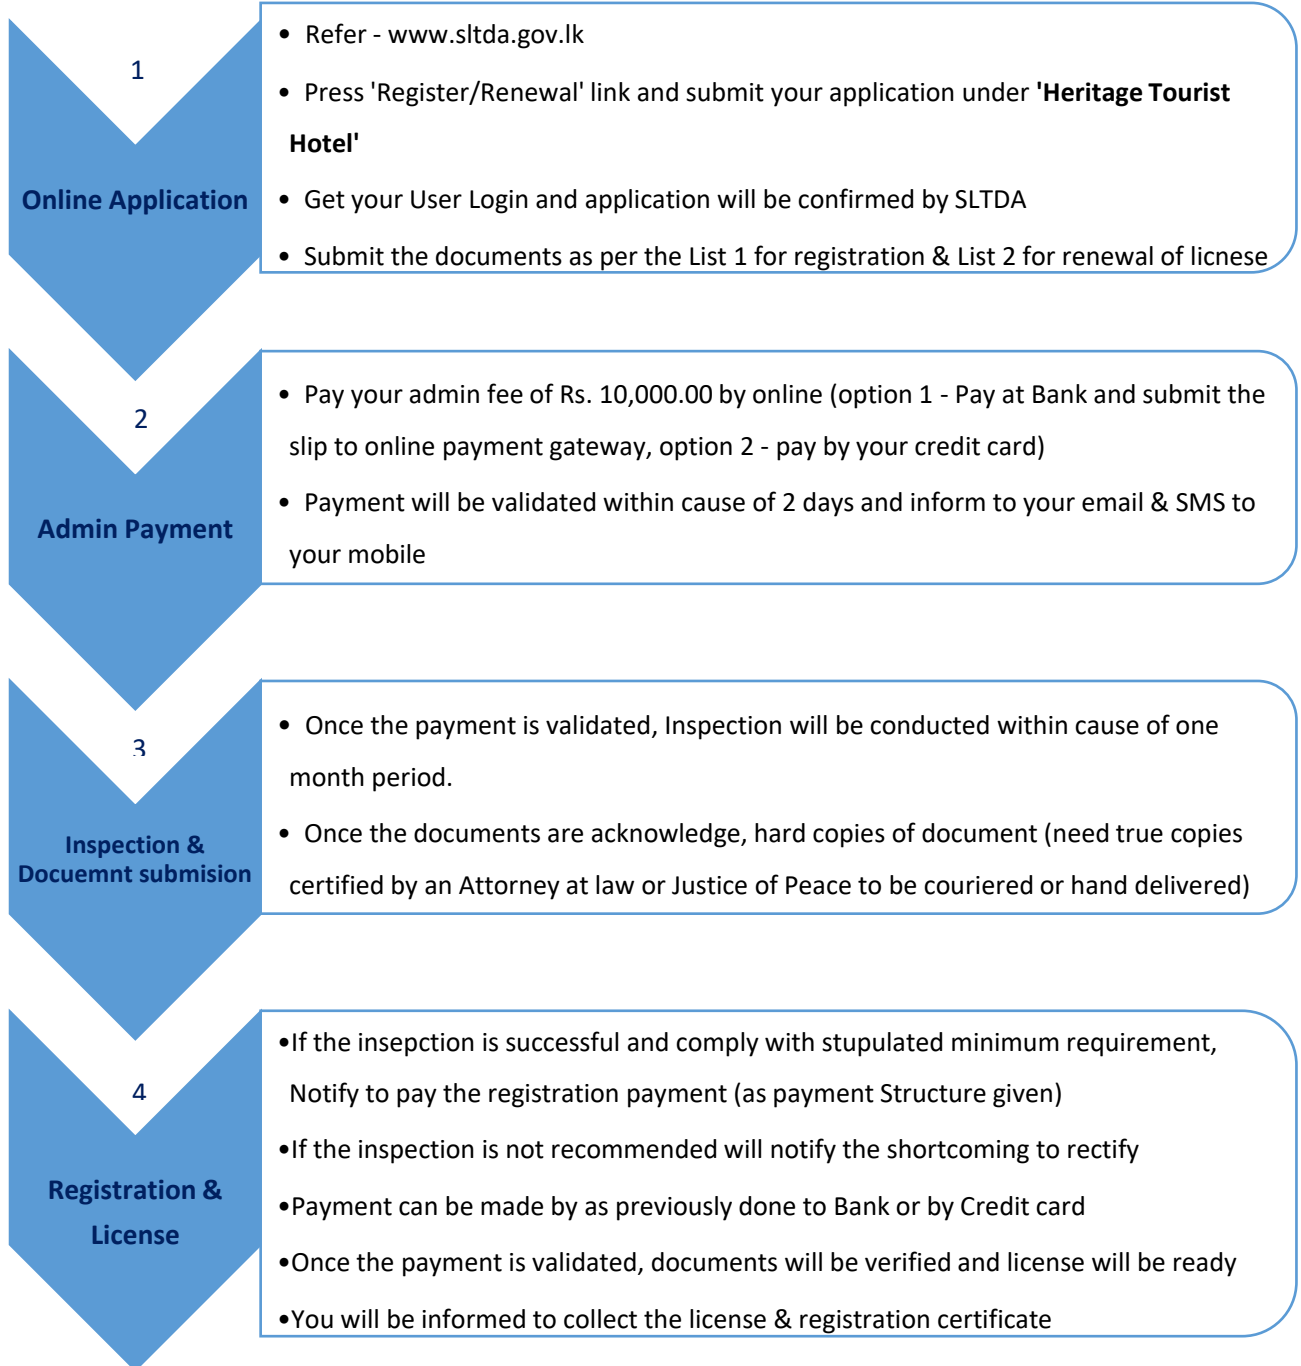 1
Online Application
• Refer - www.sltda.gov.lk
• Press 'Register/Renewal' link and submit your application under 'Heritage Tourist
Hotel'
• Get your User Login and application will be confirmed by SLTDA
• Submit the documents as per the List 1 for registration & List 2 for renewal of licnese
2
Admin Payment
• Pay your admin fee of Rs. 10,000.00 by online (option 1 - Pay at Bank and submit the
slip to online payment gateway, option 2 - pay by your credit card)
• Payment will be validated within cause of 2 days and inform to your email & SMS to
your mobile
3
Inspection &
Docuemnt submision
• Once the payment is validated, Inspection will be conducted within cause of one
month period.
• Once the documents are acknowledge, hard copies of document (need true copies
certified by an Attorney at law or Justice of Peace to be couriered or hand delivered)
4
Registration &
License
•If the insepction is successful and comply with stupulated minimum requirement,
Notify to pay the registration payment (as payment Structure given)
•If the inspection is not recommended will notify the shortcoming to rectify
•Payment can be made by as previously done to Bank or by Credit card
•Once the payment is validated, documents will be verified and license will be ready
•You will be informed to collect the license & registration certificate